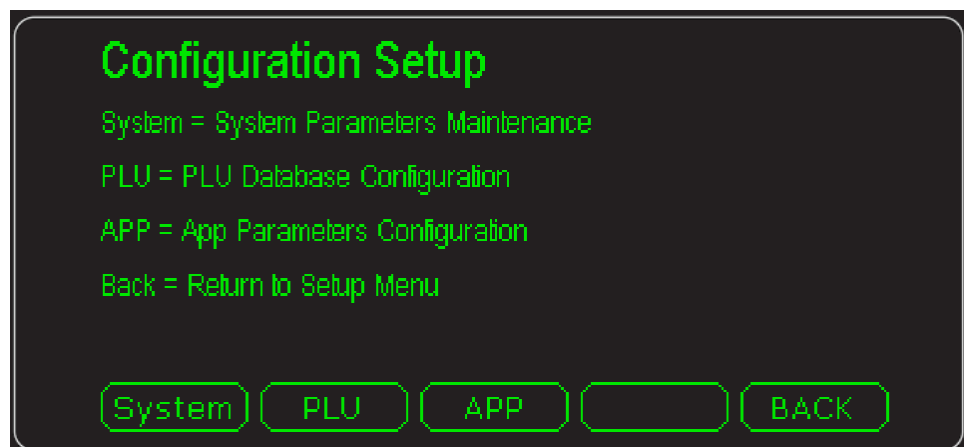 Configuration Setup
System = System Parameters Maintenance
PLU = PLU Database Configuration
APP = App Parameters Configuration
Back = Return to Setup Menu
System PLU APP BACK